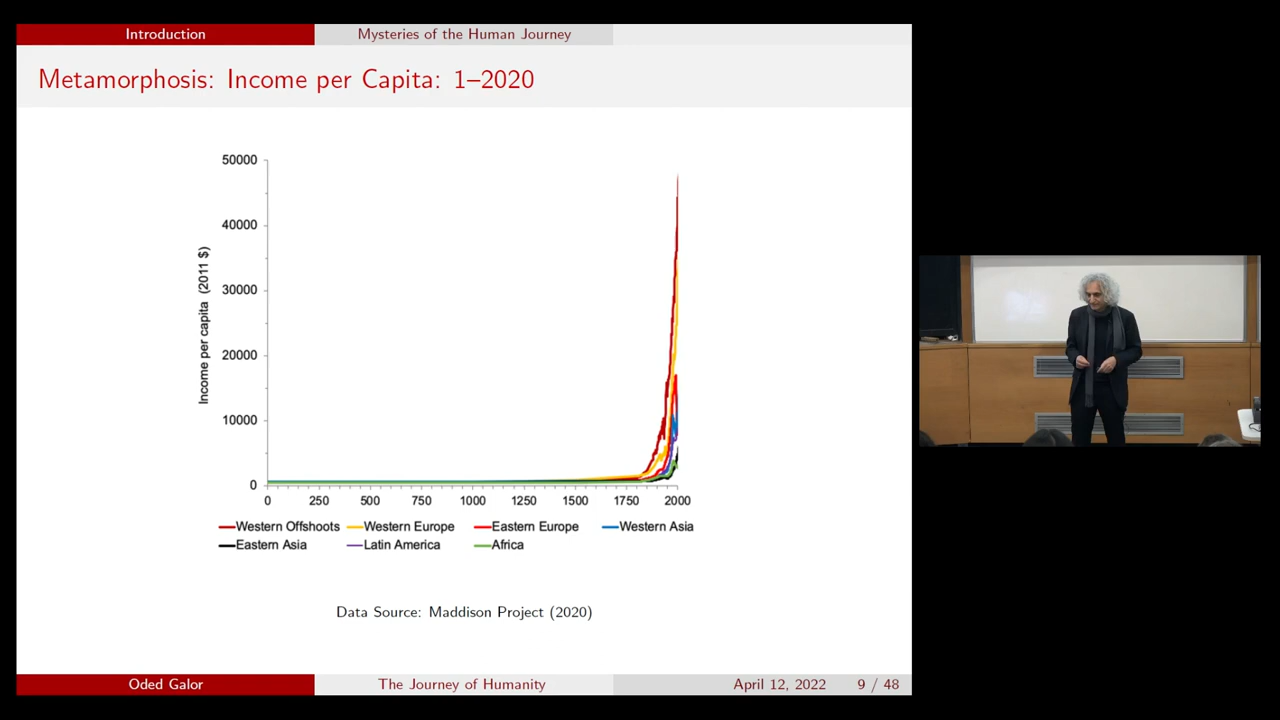 Introduction
Mysteries of the Human Journey
Metamorphosis: Income per Capita: 1–2020
50000
40000
30000
20000
10000
0
Income per capita (2011 $)
0 250 500 750 1000 1250 1500 1750 2000
Western Offshoots Western Europe Eastern Europe Western Asia
Eastern Asia Latin America Africa
Data Source: Maddison Project (2020)
Oded Galor
The Journey of Humanity
April 12, 2022 9 / 48